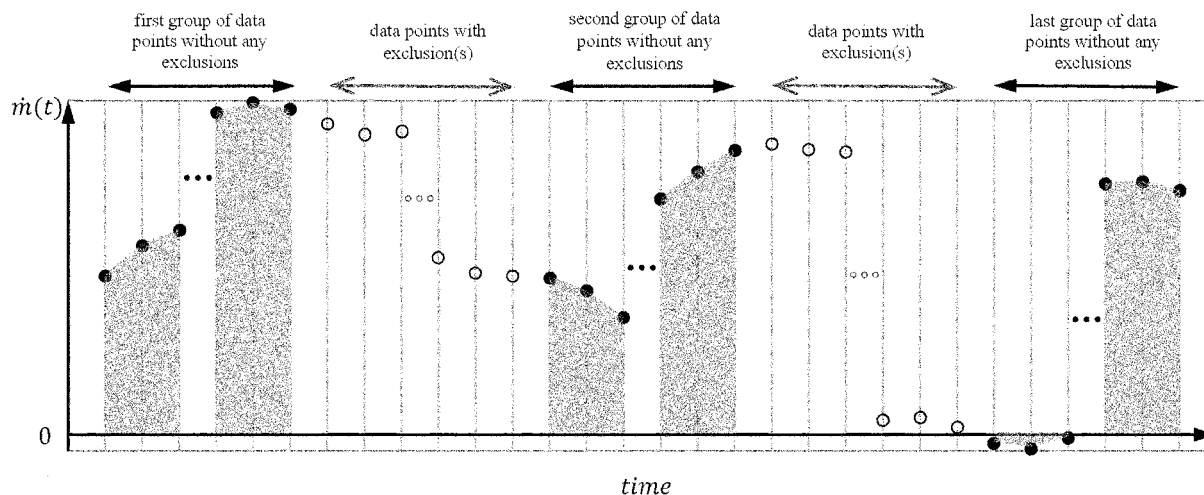 first group of data
points without any
exclusions
data points with
exclusion(s)
second group of data
points without any
exclusions
data points with
exclusion(s)
last group of data
points without any
exclusions
ṁ(t)
0
time